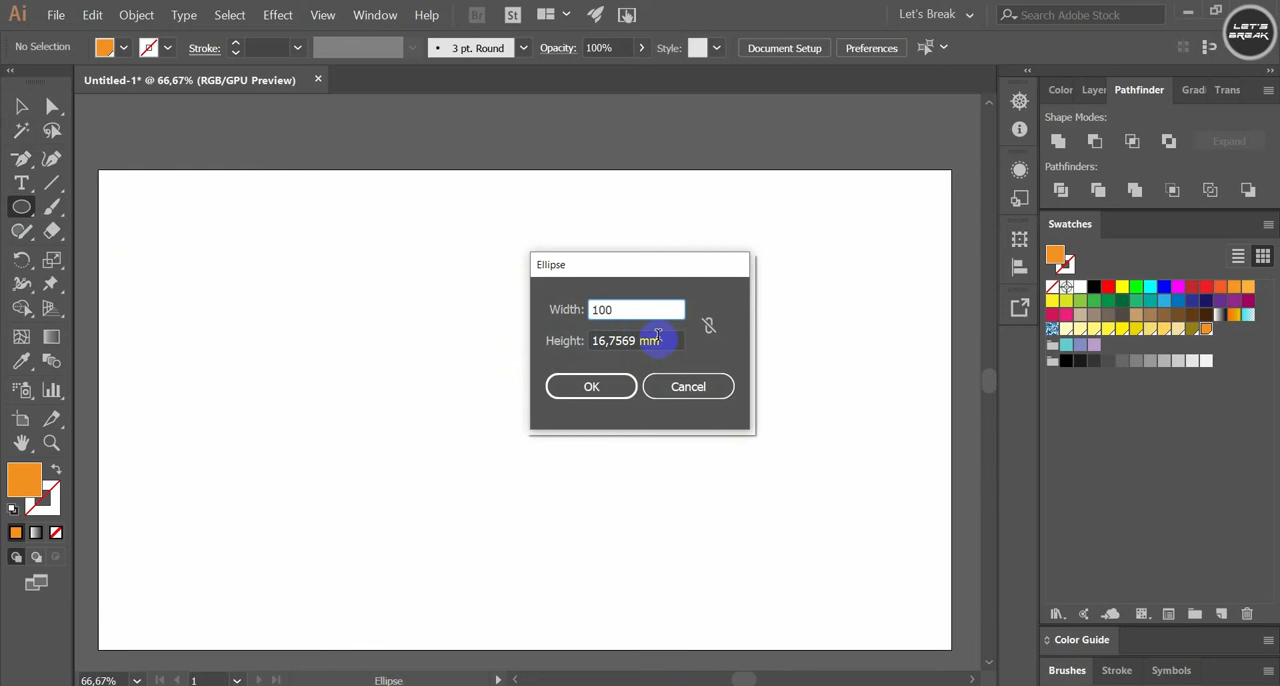 Ai File Edit Object Type Select Effect View Window Help Br St Let's Break Search Adobe Stock
LET'S BREAK
No Selection Stroke: 3 pt. Round Opacity: 100% Style: Document Setup Preferences
Untitled-1* @ 66,67% (RGB/GPU Preview)
Color Layer Pathfinder Gradi Trans
Shape Modes:
Expand
Pathfinders:
Swatches
Ellipse
Width: 100
Height: 16,7569 mm
OK Cancel
Color Guide
Brushes Stroke Symbols
66,67% 1 Ellipse